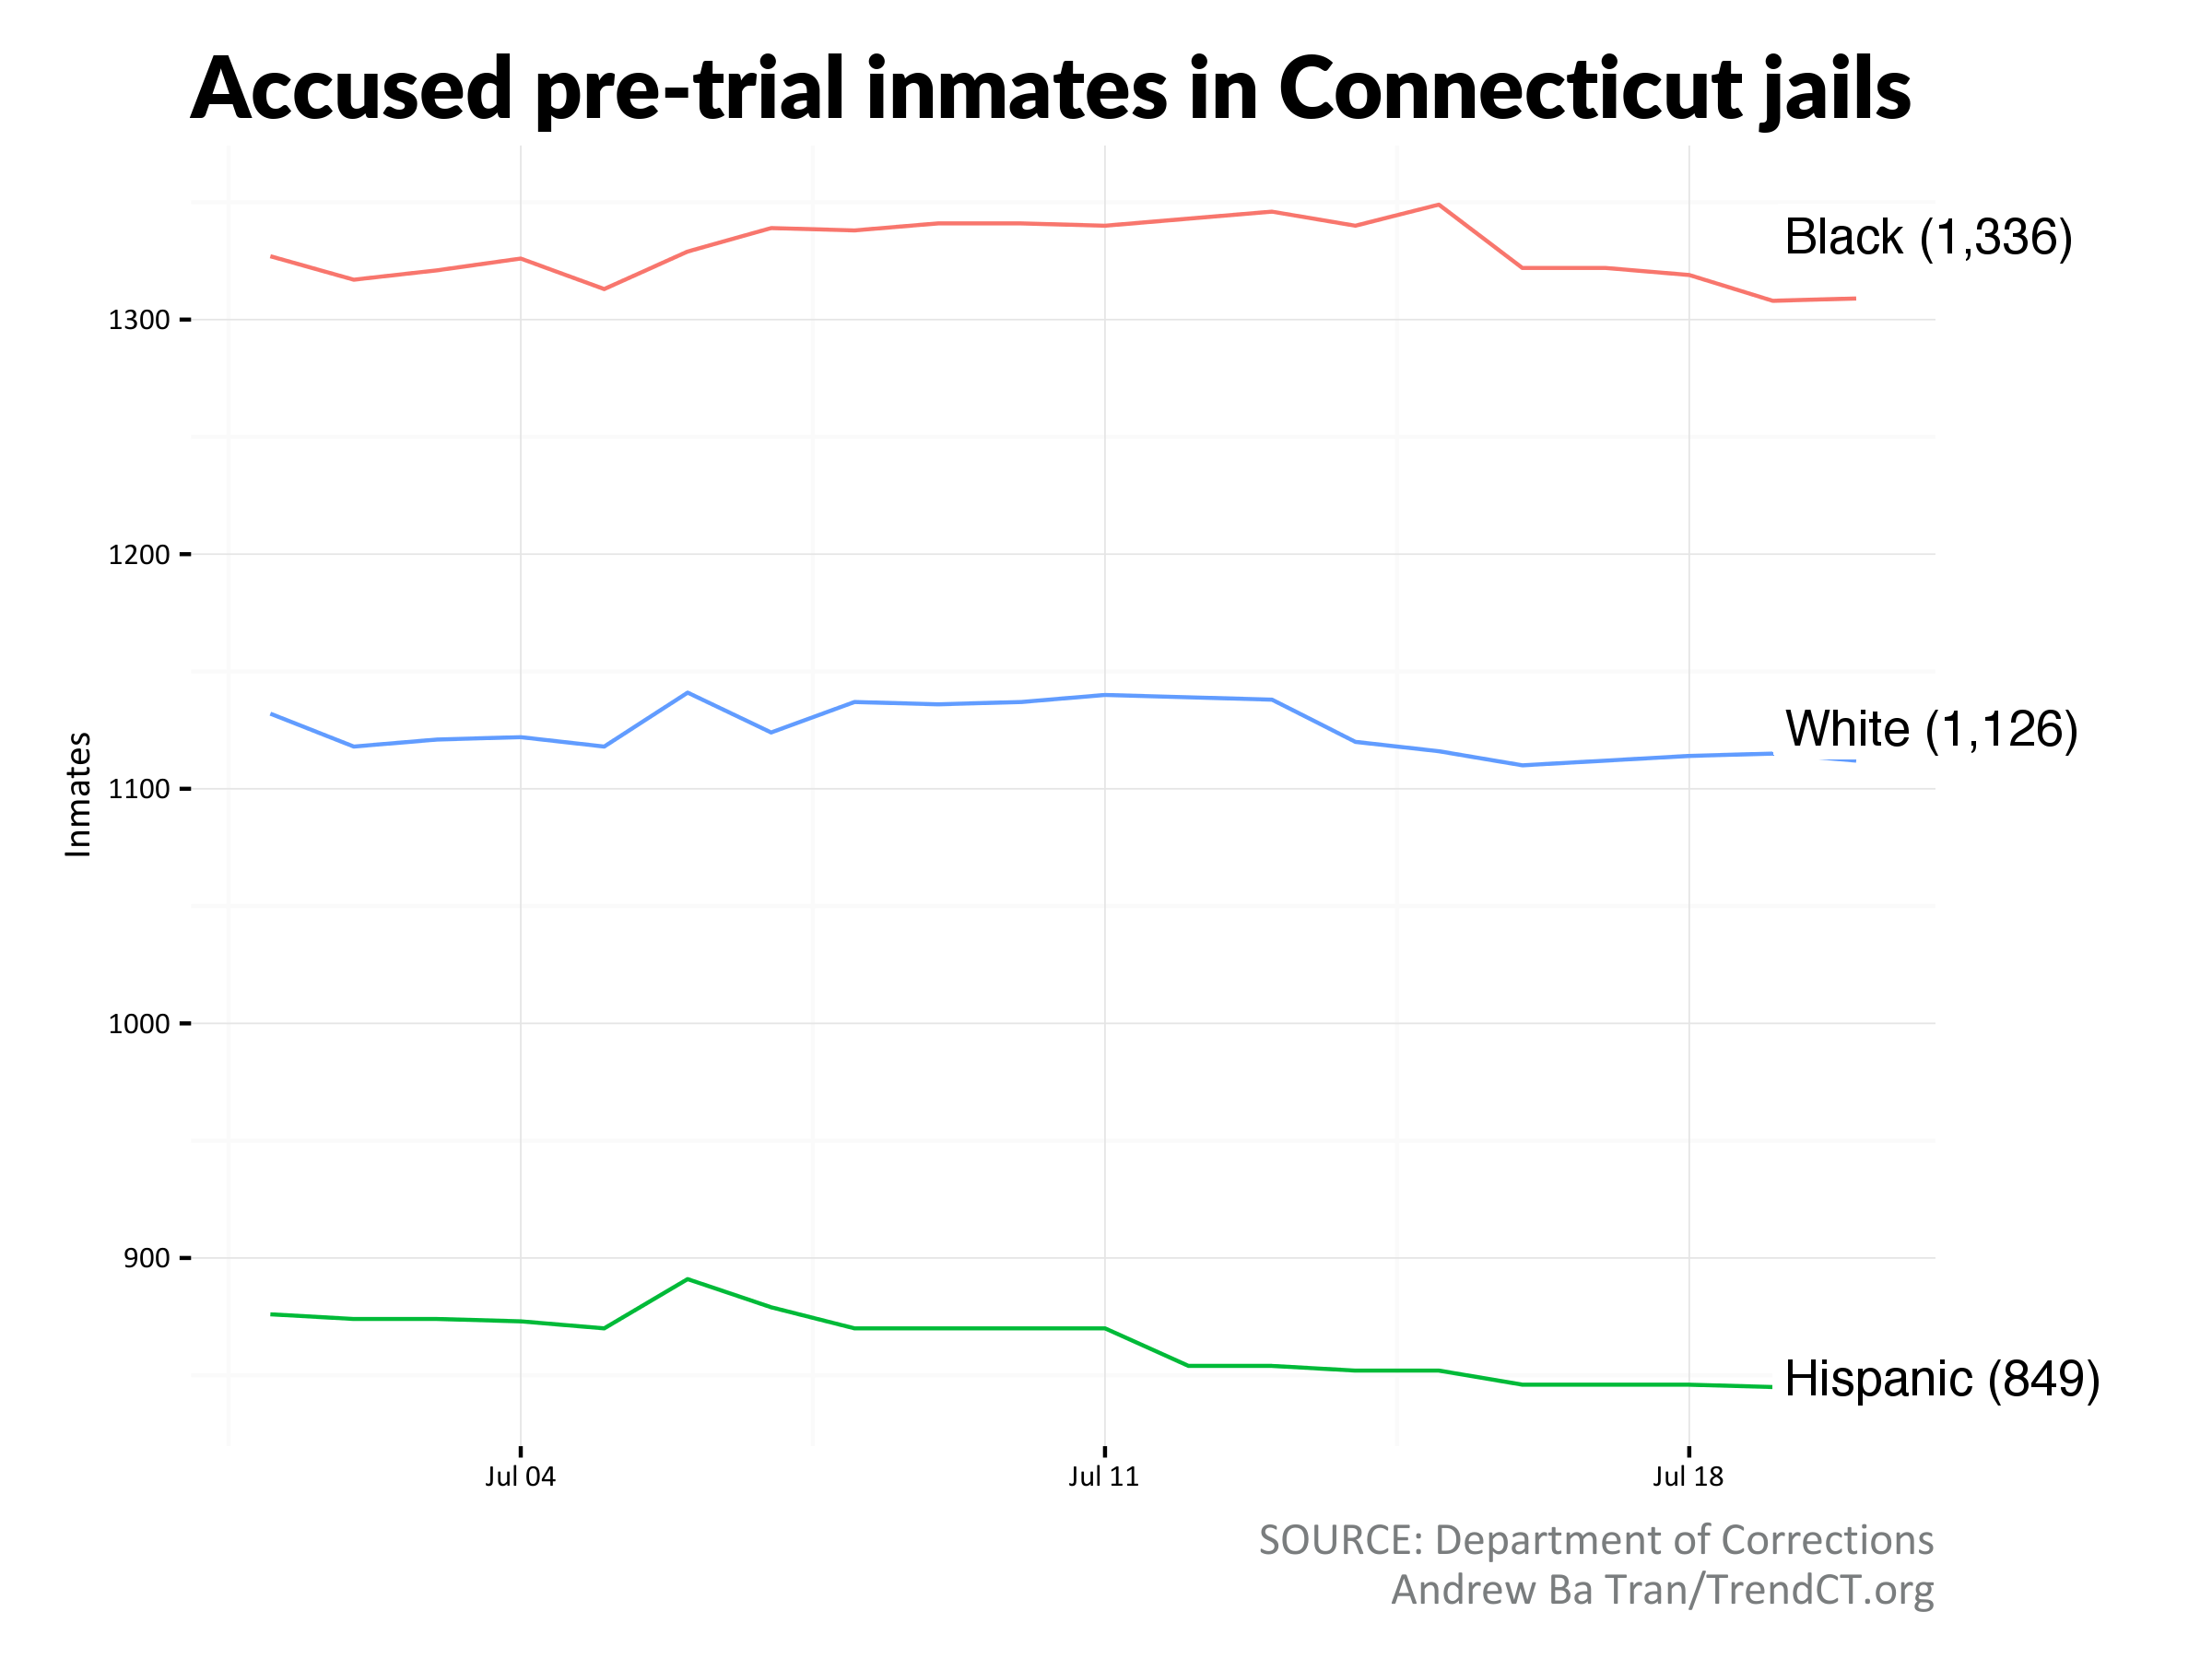 Accused pre-trial inmates in Connecticut jails
Black (1,336)
1300
1200
White (1,126)
1100
Inmates
1000
900
Hispanic (849)
Jul 04
Jul 11
Jul 18
SOURCE: Department of Corrections
Andrew Ba Tran/TrendCT.org